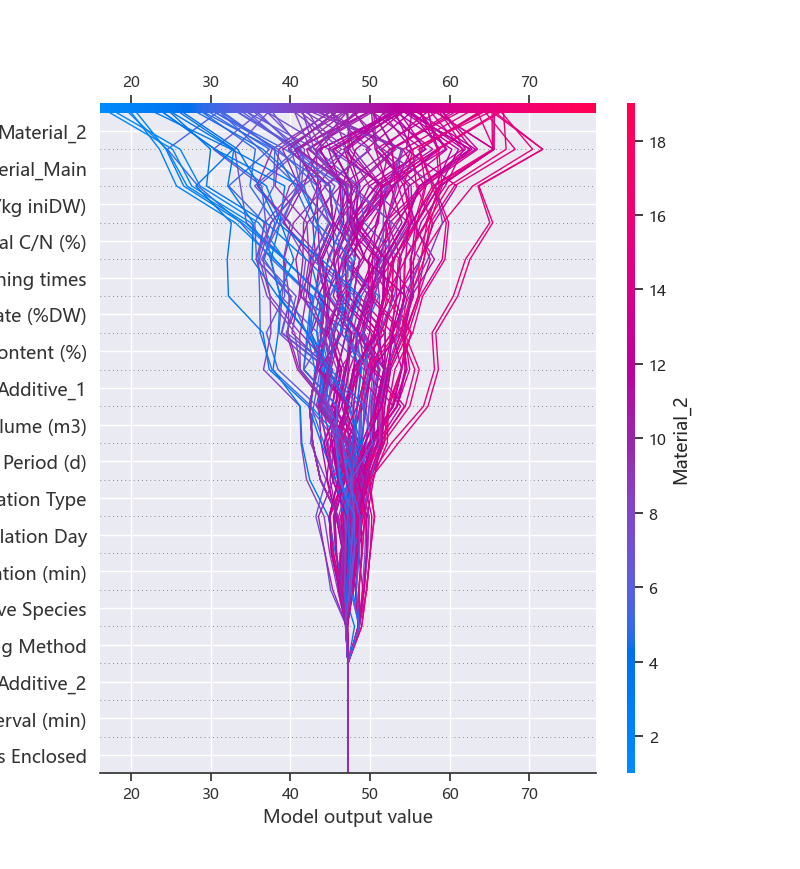 20 30 40 50 60 70
Material_2
erial_Main
kg iniDW)
al C/N (%)
ning times
ate (%DW)
ontent (%)
Additive_1
lume (m3)
Period (d)
ation Type
lation Day
ation (min)
ve Species
g Method
Additive_2
erval (min)
s Enclosed
20 30 40 50 60 70
Model output value
18
16
14
12
10
8
6
4
2
Material_2